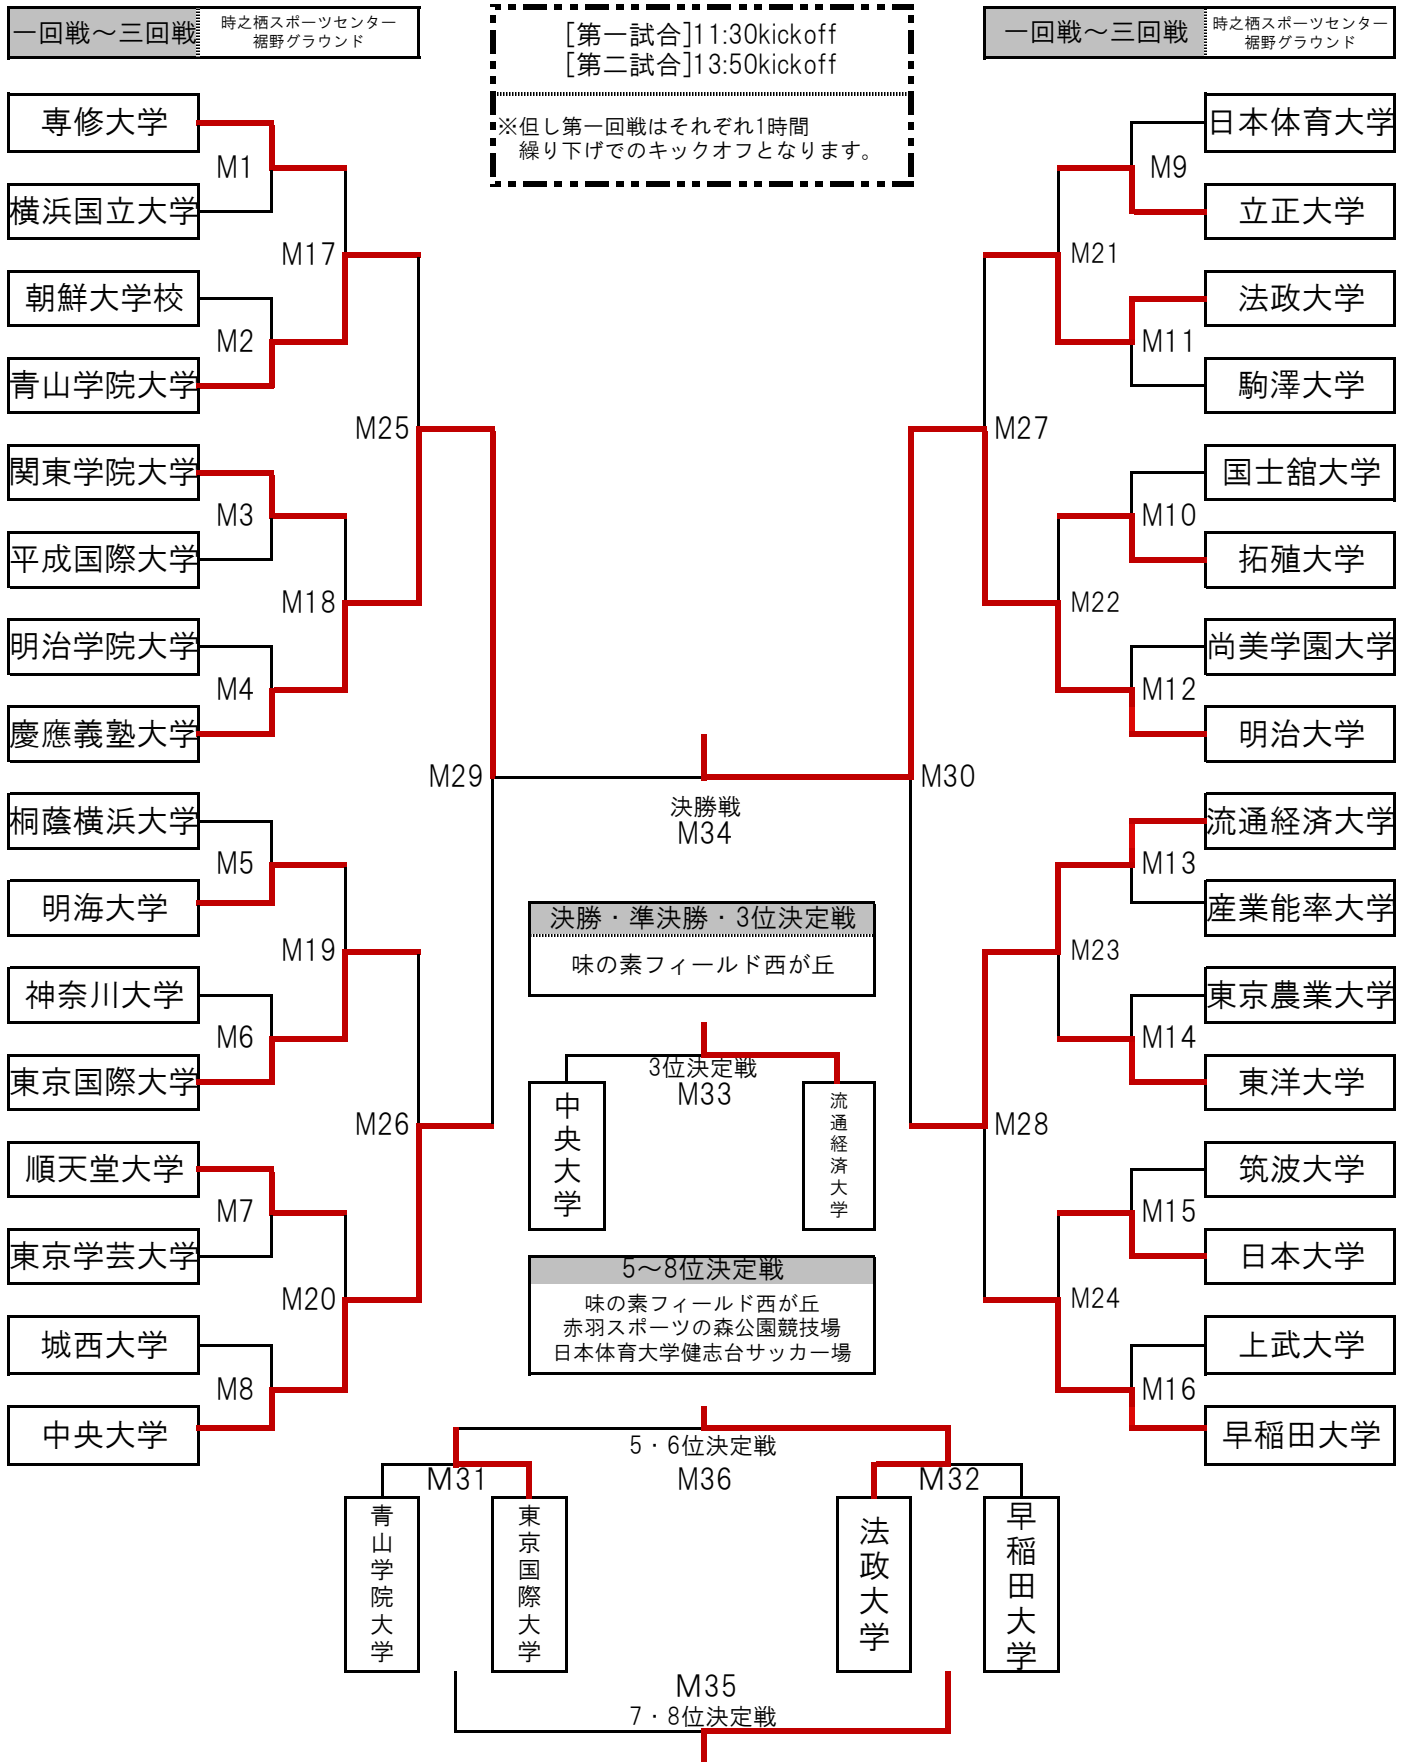 一回戦～三回戦
時之栖スポーツセンター
裾野グラウンド
[第一試合]11:30kickoff
[第二試合]13:50kickoff
※但し第一回戦はそれぞれ1時間
繰り下げでのキックオフとなります。
一回戦～三回戦
時之栖スポーツセンター
裾野グラウンド
専修大学
M1
横浜国立大学
M17
朝鮮大学校
M2
青山学院大学
M25
関東学院大学
M3
平成国際大学
M18
明治学院大学
M4
慶應義塾大学
M29
桐蔭横浜大学
M5
明海大学
M19
神奈川大学
M6
東京国際大学
M26
順天堂大学
M7
東京学芸大学
M20
城西大学
M8
中央大学
日本体育大学
M9
立正大学
M21
法政大学
M11
駒澤大学
M27
国士舘大学
M10
拓殖大学
M22
尚美学園大学
M12
明治大学
M30
流通経済大学
M13
産業能率大学
M23
東京農業大学
M14
東洋大学
M28
筑波大学
M15
日本大学
M24
上武大学
M16
早稲田大学
決勝戦
M34
決勝・準決勝・3位決定戦
味の素フィールド西が丘
3位決定戦
M33
中央大学
流通経済大学
5～8位決定戦
味の素フィールド西が丘
赤羽スポーツの森公園競技場
日本体育大学健志台サッカー場
5・6位決定戦
M36
M31
M32
青山学院大学
東京国際大学
法政大学
早稲田大学
M35
7・8位決定戦